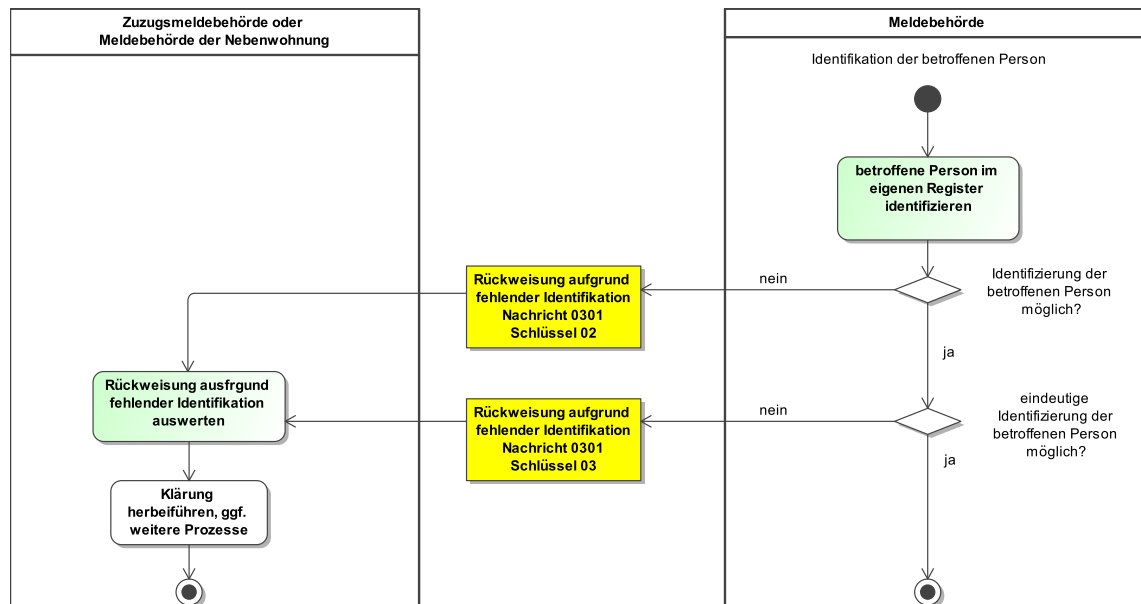 Zuzugsmeldebehörde oder
Meldebehörde der Nebenwohnung
Meldebehörde
Identifikation der betroffenen Person
betroffene Person im
eigenen Register
identifizieren
Identifizierung der
betroffenen Person
möglich?
nein
Rückweisung aufgrund
fehlender Identifikation
Nachricht 0301
Schlüssel 02
ja
eindeutige
Identifizierung der
betroffenen Person
möglich?
nein
Rückweisung aufgrund
fehlender Identifikation
Nachricht 0301
Schlüssel 03
ja
Rückweisung ausfrgund
fehlender Identifikation
auswerten
Klärung
herbeiführen, ggf.
weitere Prozesse